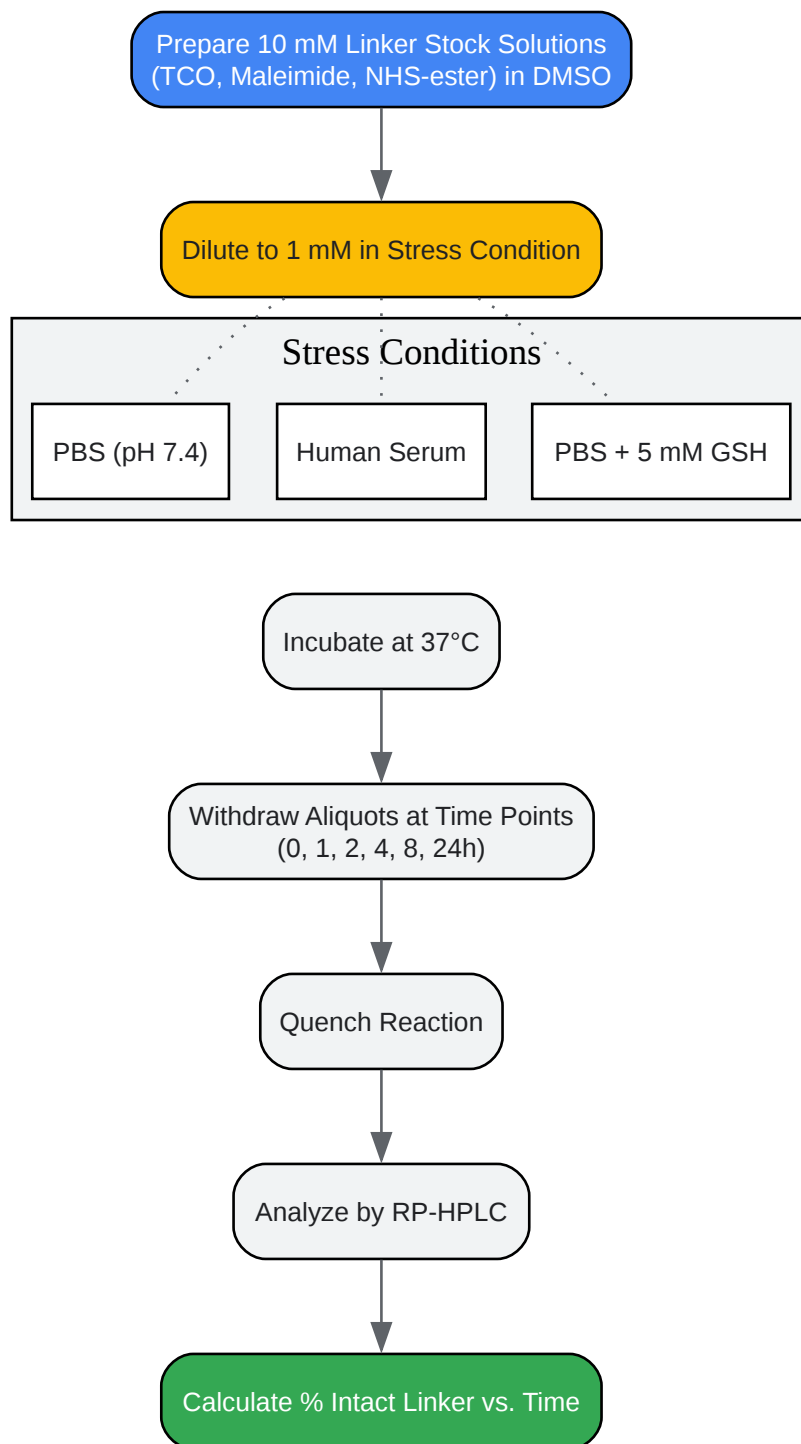 Prepare 10 mM Linker Stock Solutions
(TCO, Maleimide, NHS-ester) in DMSO
Dilute to 1 mM in Stress Condition
Stress Conditions
PBS (pH 7.4)
Human Serum
PBS + 5 mM GSH
Incubate at 37°C
Withdraw Aliquots at Time Points
(0, 1, 2, 4, 8, 24h)
Quench Reaction
Analyze by RP-HPLC
Calculate % Intact Linker vs. Time